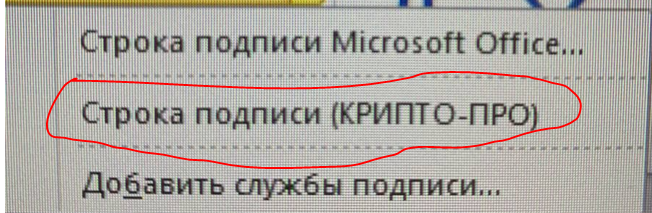 Строка подписи Microsoft Office...
Строка подписи (КРИПТО-ПРО)
Добавить службы подписи...